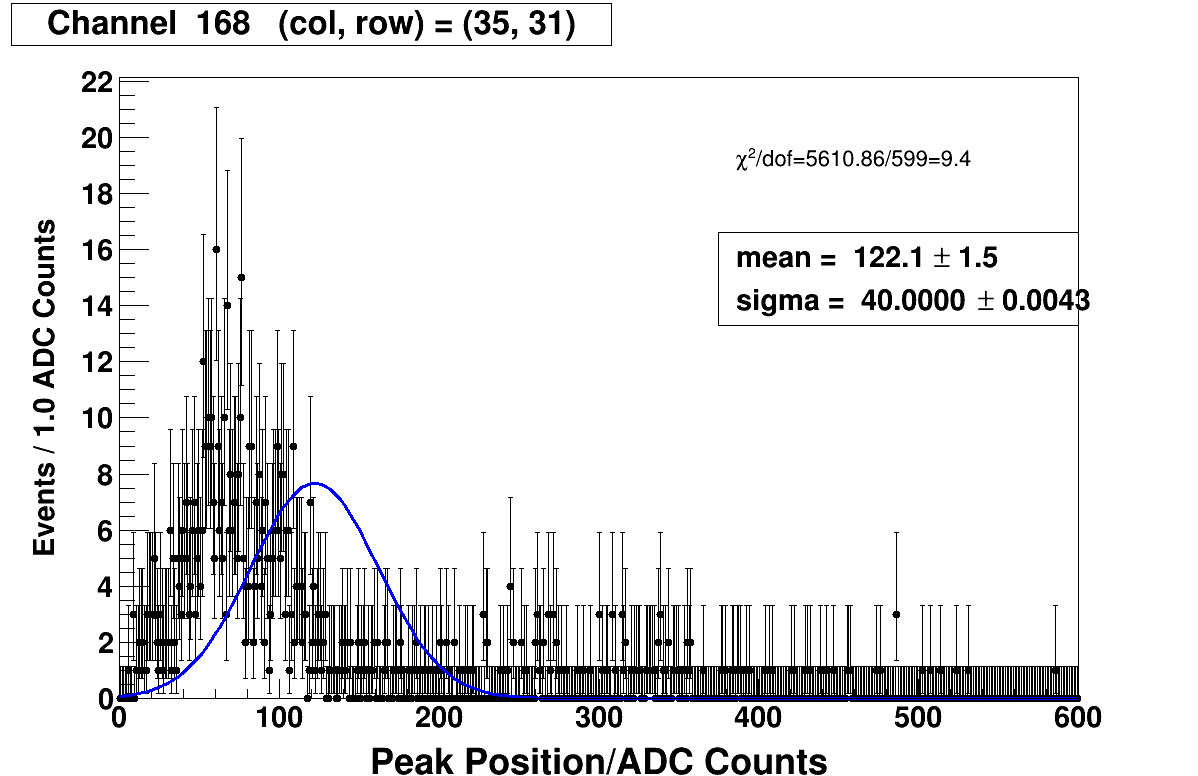 Channel 168 (col, row) = (35, 31)
χ²/dof=5610.86/599=9.4
mean = 122.1 ± 1.5
sigma = 40.0000 ± 0.0043
Events / 1.0 ADC Counts
22
20
18
16
14
12
10
8
6
4
2
0
0 100 200 300 400 500 600
Peak Position/ADC Counts